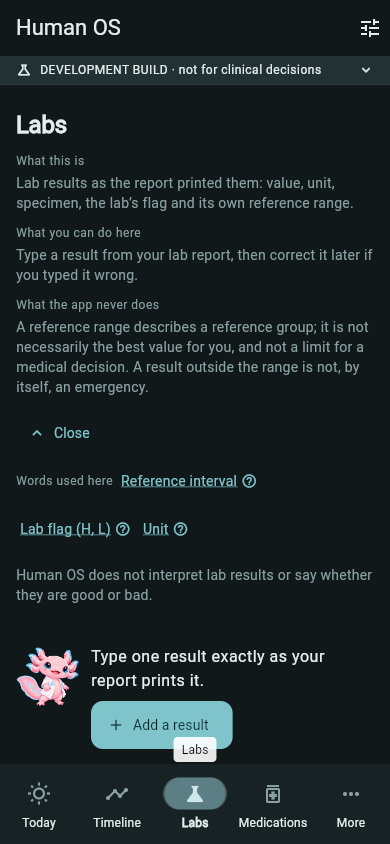 Human OS
DEVELOPMENT BUILD · not for clinical decisions
Labs
What this is
Lab results as the report printed them: value, unit,
specimen, the lab’s flag and its own reference range.
What you can do here
Type a result from your lab report, then correct it later if
you typed it wrong.
What the app never does
A reference range describes a reference group; it is not
necessarily the best value for you, and not a limit for a
medical decision. A result outside the range is not, by
itself, an emergency.
Close
Words used here Reference interval
Lab flag (H, L) Unit
Human OS does not interpret lab results or say whether
they are good or bad.
Type one result exactly as your
report prints it.
+ Add a result
Labs
Today Timeline Labs Medications More